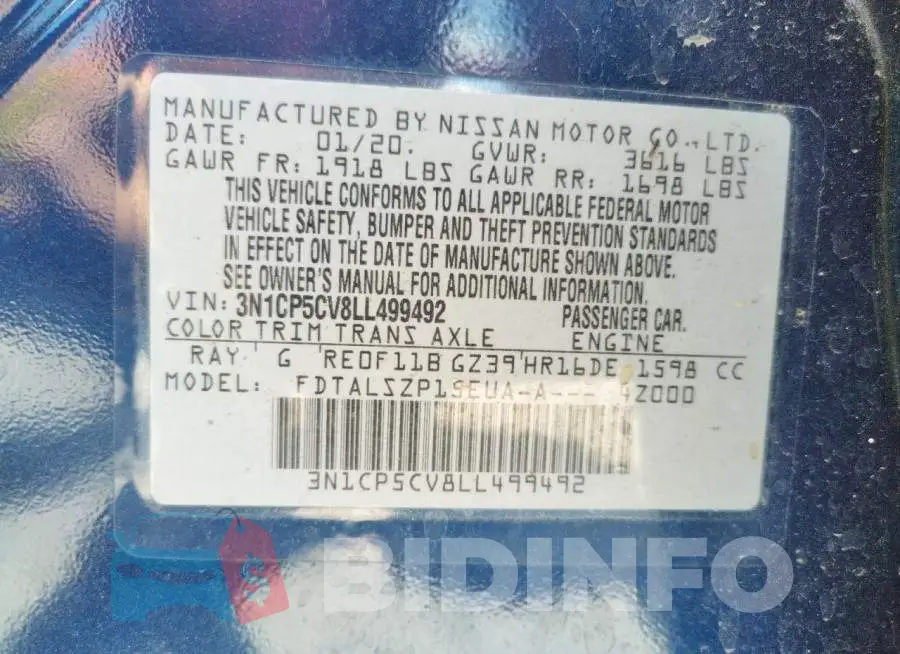 MANUFACTURED BY NISSAN MOTOR CO., LTD.
DATE: 01/20. GVWR: 3616 LBS
GAWR FR: 1918 LBS GAWR RR: 1698 LBS
THIS VEHICLE CONFORMS TO ALL APPLICABLE FEDERAL MOTOR
VEHICLE SAFETY, BUMPER AND THEFT PREVENTION STANDARDS
IN EFFECT ON THE DATE OF MANUFACTURE SHOWN ABOVE.
SEE OWNER'S MANUAL FOR ADDITIONAL INFORMATION.
VIN: 3N1CP5CV8LL499492 PASSENGER CAR.
COLOR TRIM TRANS AXLE ENGINE
RAY G RE0F11B GZ39 HR16DE 1598 CC
MODEL: FDTALSZP1SEUA-A--- 4Z000
3N1CP5CV8LL499492
$
BIDINFO